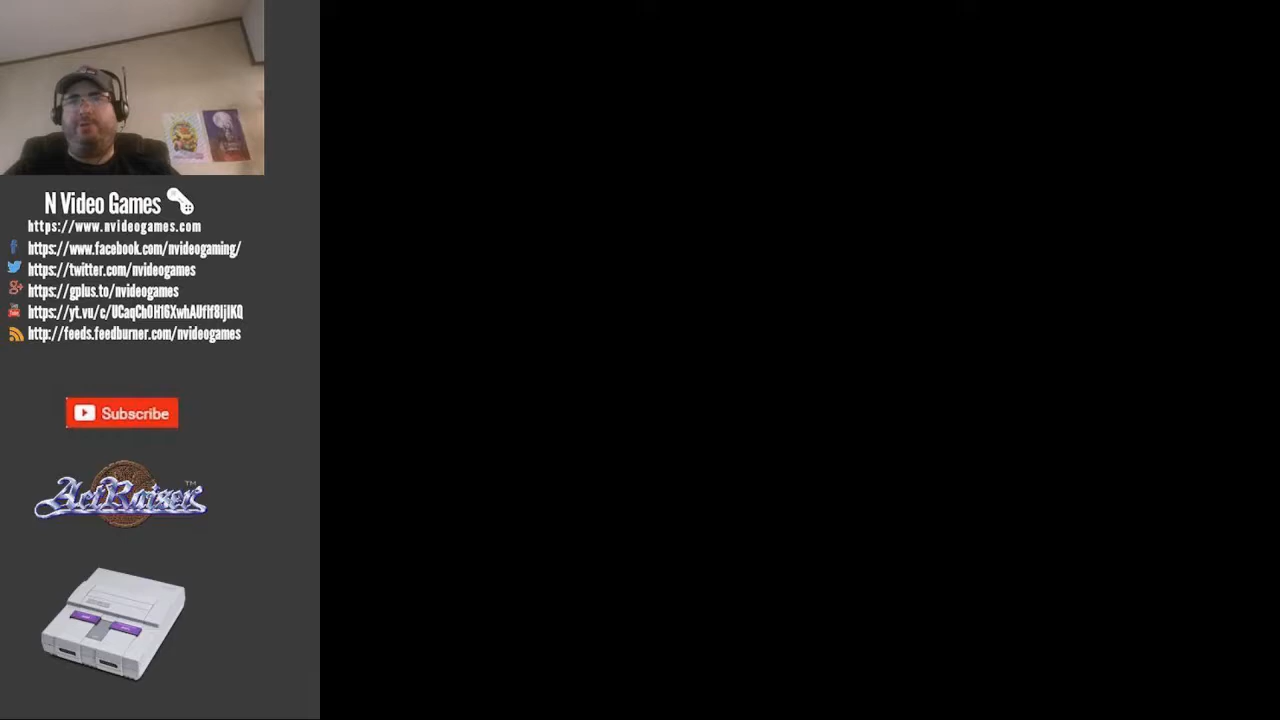 N Video Games
https://www.nvideogames.com
https://www.facebook.com/nvideogaming/
https://twitter.com/nvideogames
https://gplus.to/nvideogames
http://feeds.feedburner.com/nvideogames
Subscribe
ActRaiser™